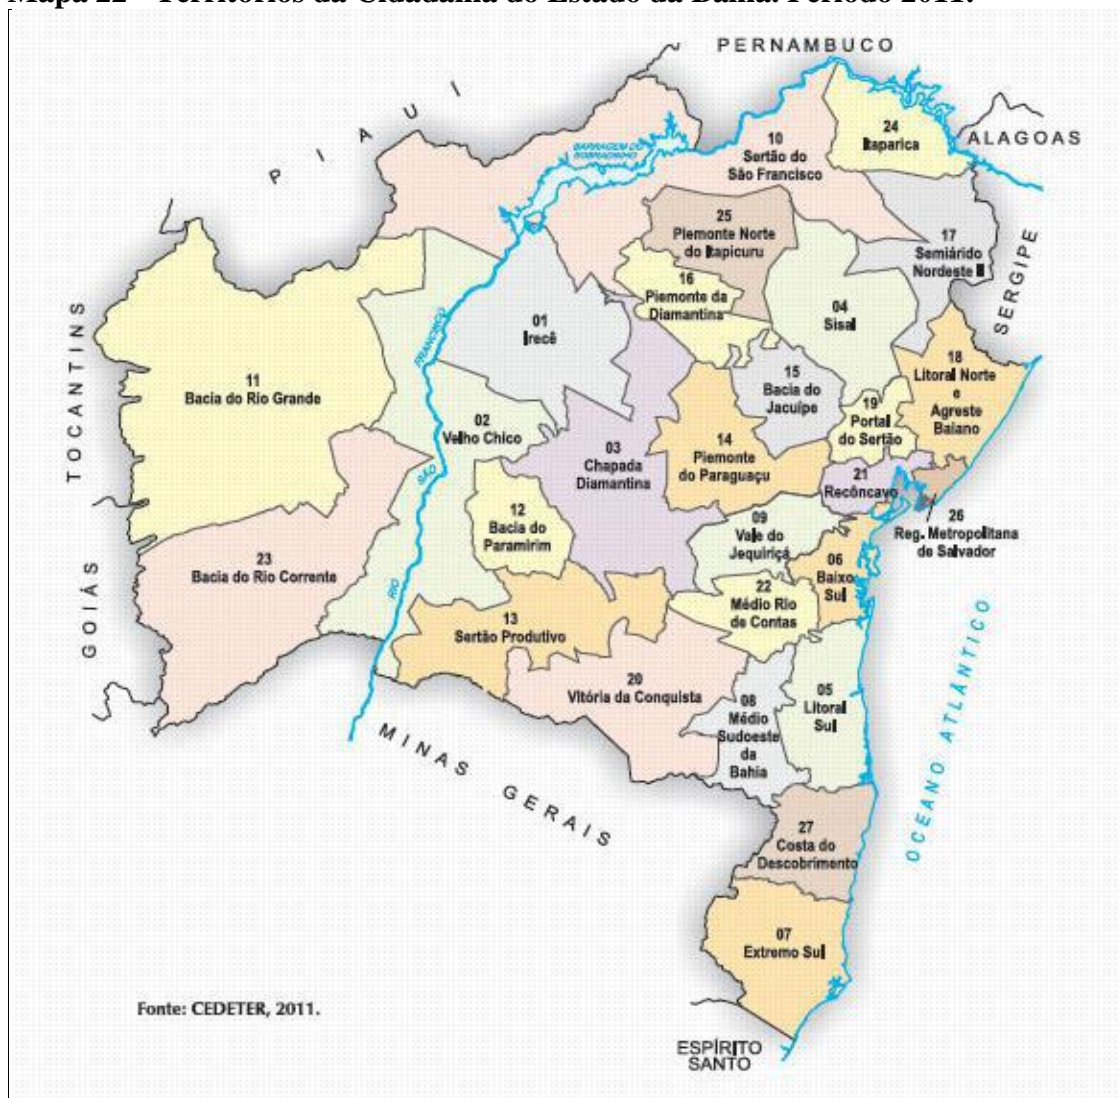 Mapa 22 - Territórios da Cidadania do Estado da Bahia. Período 2011.
PERNAMBUCO
PIAUÍ
ALAGOAS
SERGIPE
TOCANTINS
GOIÁS
MINAS GERAIS
ESPÍRITO
SANTO
OCEANO ATLÂNTICO
BARRAGEM DO
SOBRADINHO
RIO
SÃO
FRANCISCO
10
Sertão do
São Francisco
24
Itaparica
25
Piemonte Norte
do Itapicuru
17
Semiárido
Nordeste II
16
Piemonte da
Diamantina
04
Sisal
01
Irecê
11
Bacia do Rio Grande
15
Bacia do
Jacuípe
18
Litoral Norte
e
Agreste
Baiano
19
Portal
do Sertão
02
Velho Chico
03
Chapada
Diamantina
14
Piemonte
do Paraguaçu
21
Recôncavo
26
Reg. Metropolitana
de Salvador
12
Bacia do
Paramirim
09
Vale do
Jequiriçá
06
Baixo
Sul
23
Bacia do Rio Corrente
22
Médio Rio
de Contas
13
Sertão Produtivo
20
Vitória da Conquista
08
Médio
Sudoeste
da
Bahia
05
Litoral
Sul
27
Costa do
Descobrimento
07
Extremo Sul
Fonte: CEDETER, 2011.